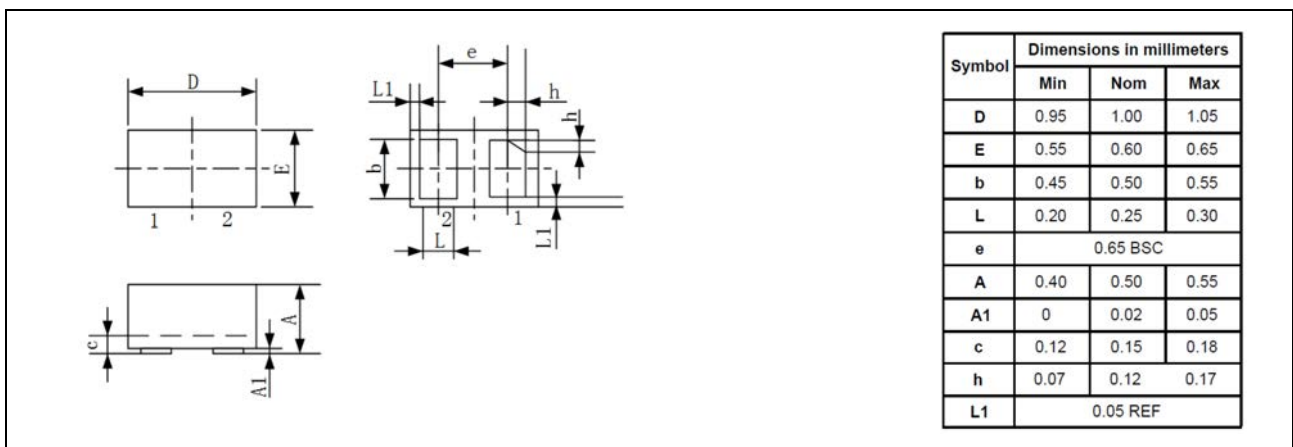 D
E
1 2
e
L1
h
h
b
2 1
L
L1
c
A
A1
Symbol Dimensions in millimeters
Min Nom Max
D 0.95 1.00 1.05
E 0.55 0.60 0.65
b 0.45 0.50 0.55
L 0.20 0.25 0.30
e 0.65 BSC
A 0.40 0.50 0.55
A1 0 0.02 0.05
c 0.12 0.15 0.18
h 0.07 0.12 0.17
L1 0.05 REF